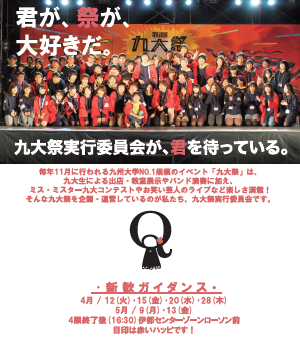 君が、祭が、
大好きだ。
九大祭
九大祭実行委員会が、君を待っている。
毎年11月に行われる九州大学NO.1規模のイベント「九大祭」は、
九大生による出店・教室展示やバンド演奏に加え、
ミス・ミスター九大コンテストやお笑い芸人のライブなど楽しさ満載！
そんな九大祭を企画・運営しているのが私たち、九大祭実行委員会です。
・新歓ガイダンス・
4月 / 12(火)・15(金)・20(水)・28(木)
5月 / 9(月)・13(金)
4限終了後(16:30)伊都センターゾーンローソン前
目印は赤いハッピです！